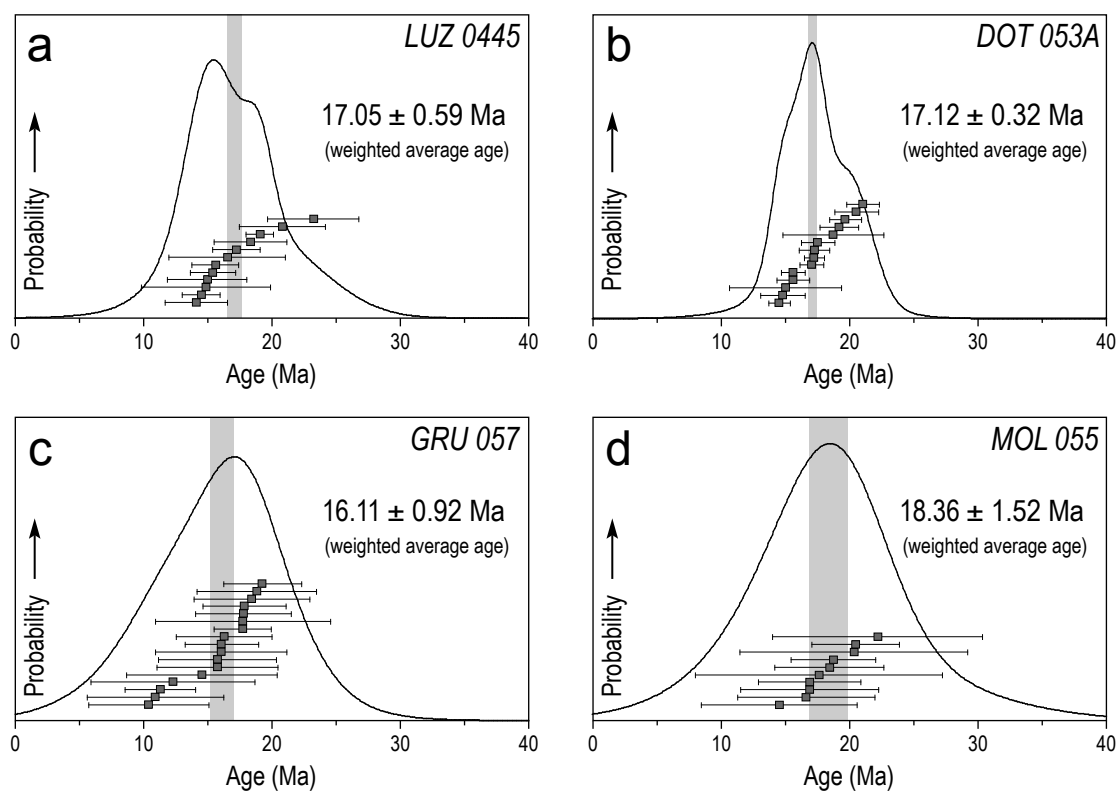 a
LUZ 0445
17.05 ± 0.59 Ma
(weighted average age)
Probability
0 10 20 30 40
Age (Ma)
b
DOT 053A
17.12 ± 0.32 Ma
(weighted average age)
Probability
0 10 20 30 40
Age (Ma)
c
GRU 057
16.11 ± 0.92 Ma
(weighted average age)
Probability
0 10 20 30 40
Age (Ma)
d
MOL 055
18.36 ± 1.52 Ma
(weighted average age)
Probability
0 10 20 30 40
Age (Ma)